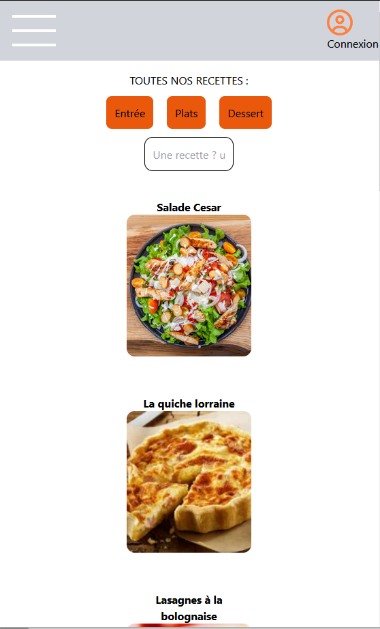 Connexion
TOUTES NOS RECETTES :
Entrée Plats Dessert
Une recette ? u
Salade Cesar
La quiche lorraine
Lasagnes à la
bolognaise